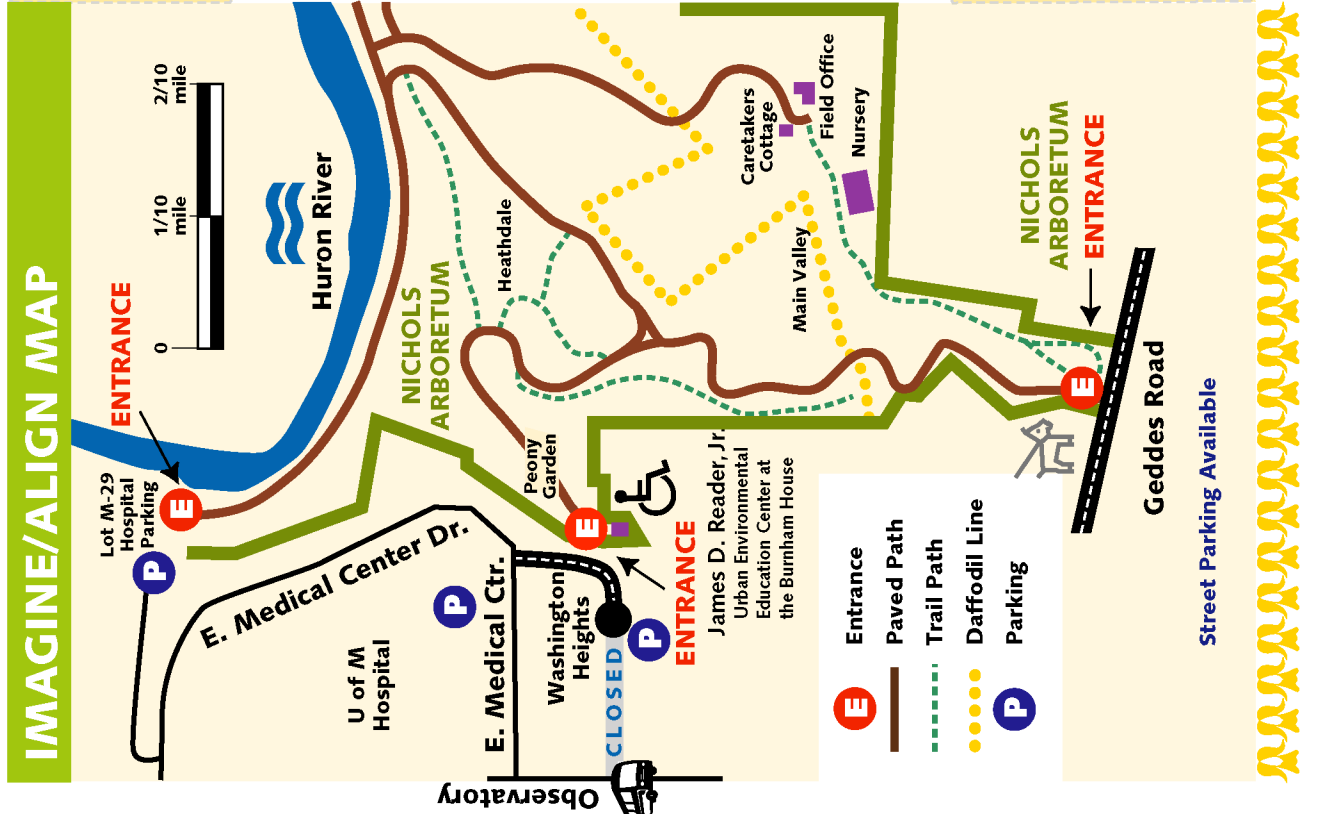 IMAGINE/ALIGN MAP
Lot M-29
Hospital
Parking
P
E
ENTRANCE
0
1/10
mile
2/10
mile
Huron River
E. Medical Center Dr.
U of M
Hospital
P
E. Medical Ctr.
NICHOLS
ARBORETUM
Heathdale
Peony
Garden
E
Washington
Heights
CLOSED
Observatory
P
ENTRANCE
James D. Reader, Jr.
Urban Environmental
Education Center at
the Burnham House
Caretakers
Cottage
Field Office
Nursery
Main Valley
E
Entrance
Paved Path
Trail Path
Daffodil Line
P
Parking
NICHOLS
ARBORETUM
ENTRANCE
E
Geddes Road
Street Parking Available